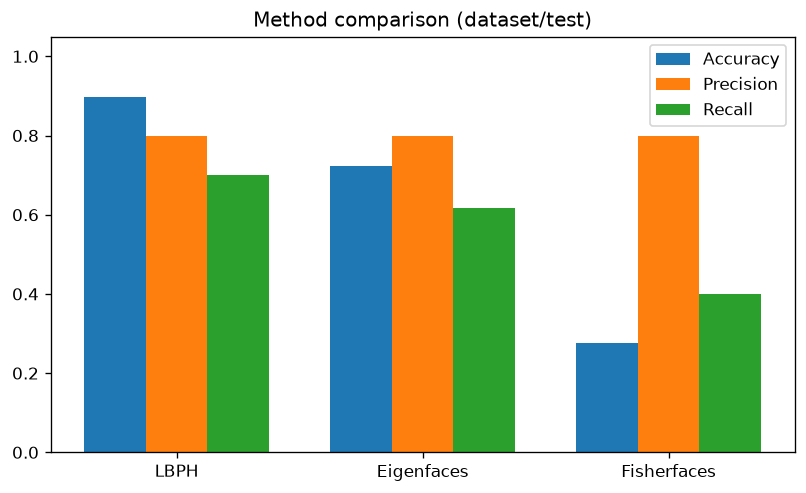 Method comparison (dataset/test)
1.0
0.8
0.6
0.4
0.2
0.0
Accuracy
Precision
Recall
LBPH
Eigenfaces
Fisherfaces